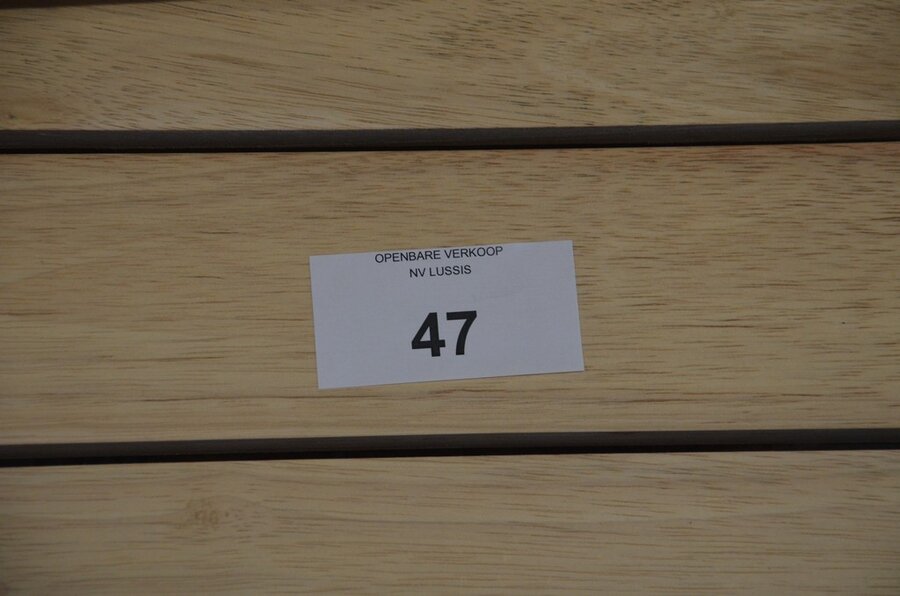 OPENBARE VERKOOP
NV LUSSIS
47